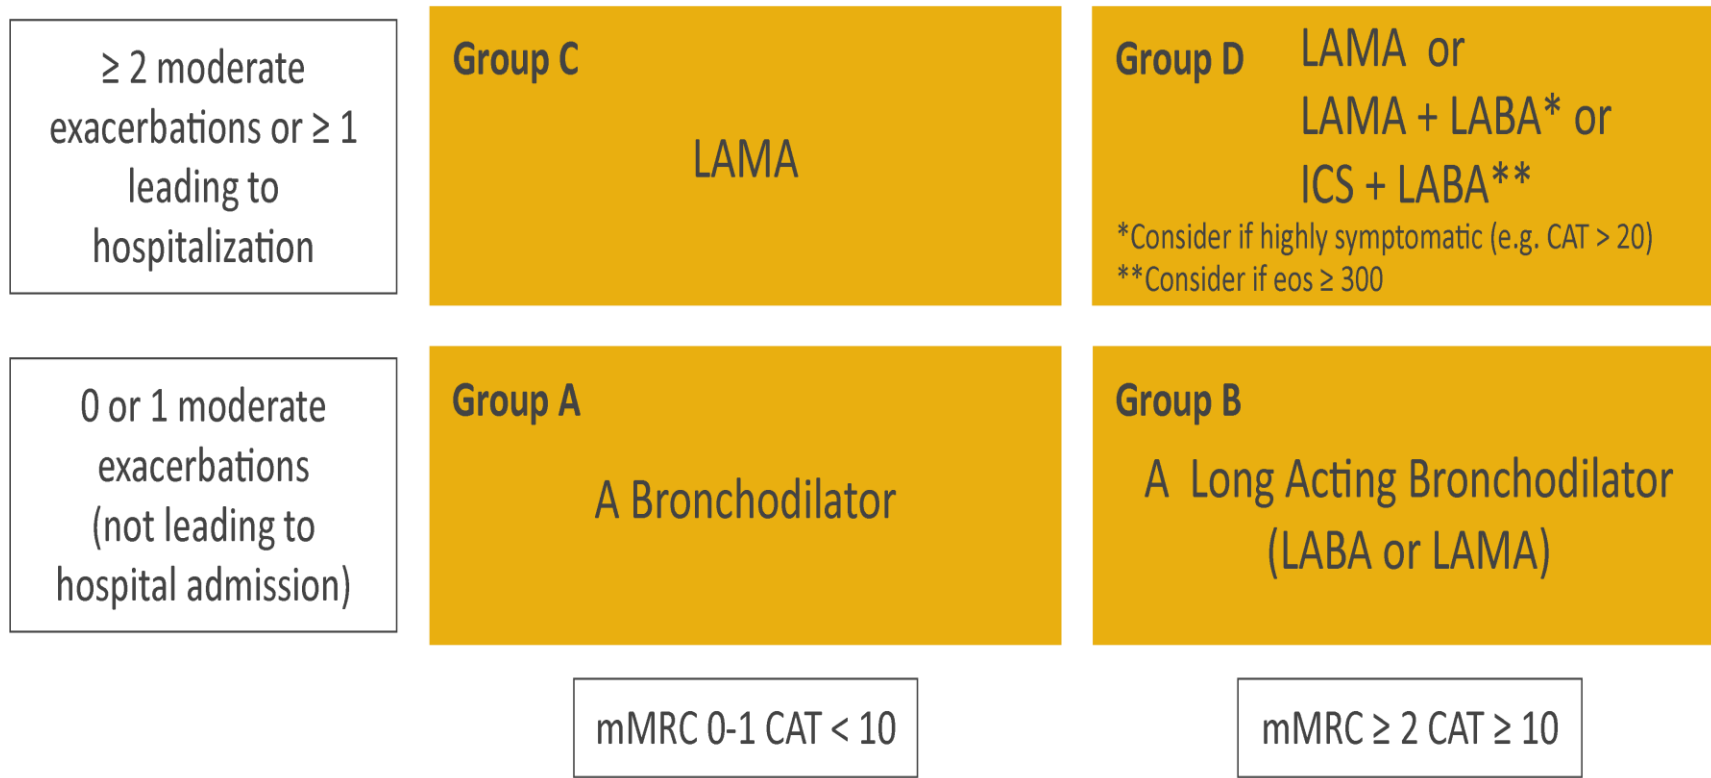 ≥ 2 moderate
exacerbations or ≥ 1
leading to
hospitalization
Group C
LAMA
Group D
LAMA or
LAMA + LABA* or
ICS + LABA**
*Consider if highly symptomatic (e.g. CAT > 20)
**Consider if eos ≥ 300
0 or 1 moderate
exacerbations
(not leading to
hospital admission)
Group A
A Bronchodilator
Group B
A Long Acting Bronchodilator
(LABA or LAMA)
mMRC 0-1 CAT < 10
mMRC ≥ 2 CAT ≥ 10